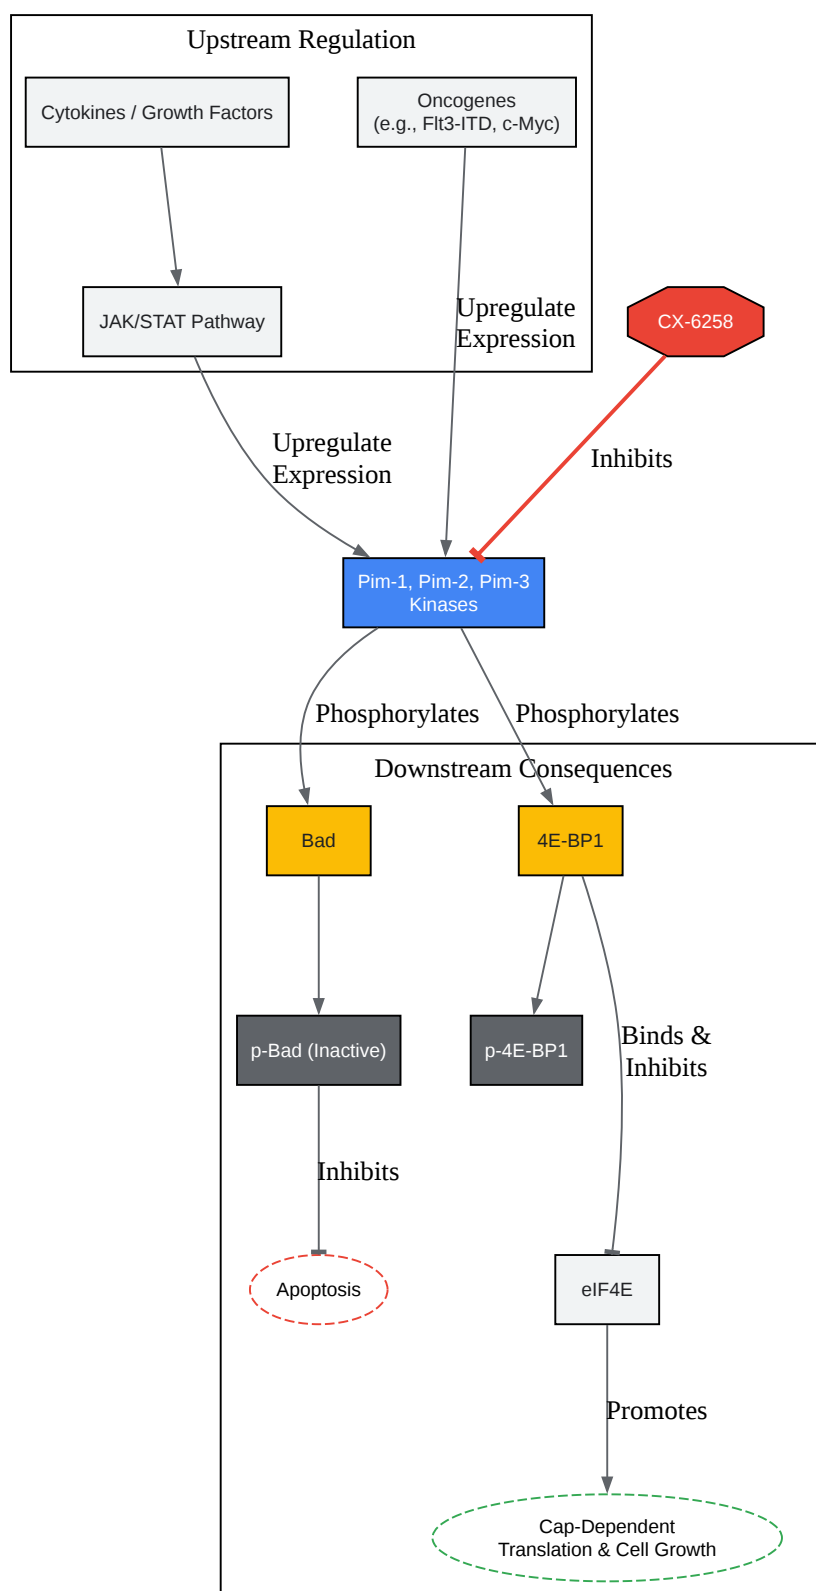 Upstream Regulation
Cytokines / Growth Factors
Oncogenes
(e.g., Flt3-ITD, c-Myc)
JAK/STAT Pathway
Upregulate
Expression
CX-6258
Upregulate
Expression
Inhibits
Pim-1, Pim-2, Pim-3
Kinases
Phosphorylates
Phosphorylates
Downstream Consequences
Bad
4E-BP1
p-Bad (Inactive)
p-4E-BP1
Binds &
Inhibits
Inhibits
Apoptosis
eIF4E
Promotes
Cap-Dependent
Translation & Cell Growth